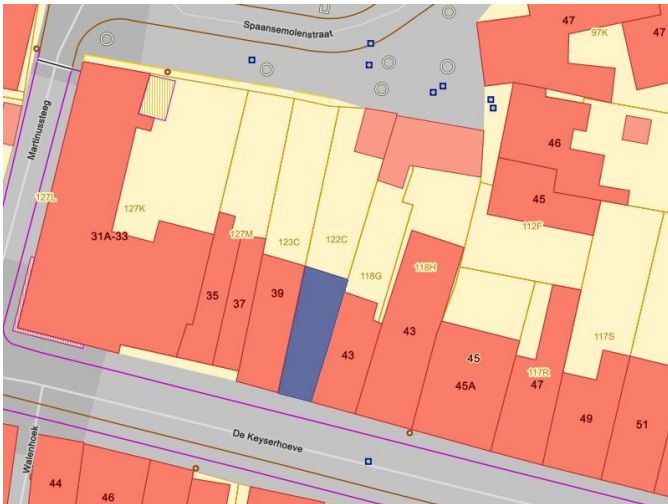 Spaansemolenstraat
47
97K
47
Martinussteeg
46
127L
127K
45
112F
31A-33
127M
123C
122C
118G
118H
35
37
39
43
43
45
45A
117R
47
117S
49
51
De Keyserhoeve
Walenhoek
44
46